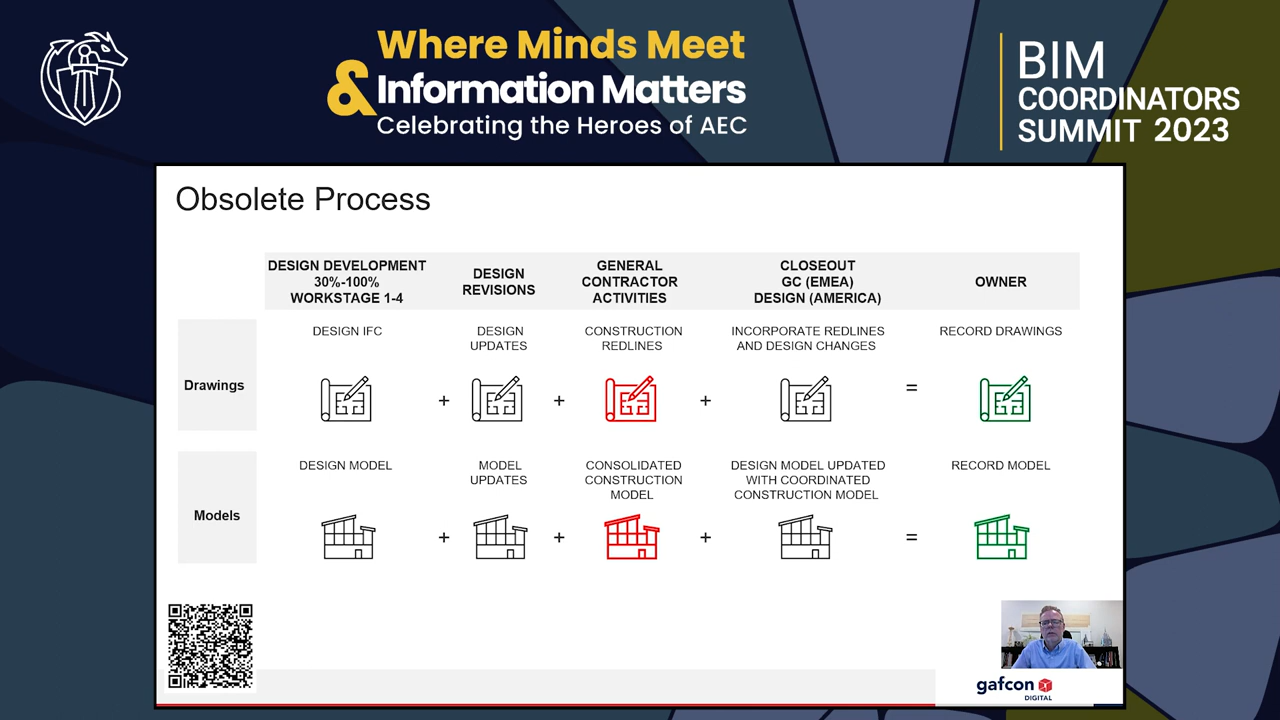 Where Minds Meet
& Information Matters
Celebrating the Heroes of AEC
BIM
COORDINATORS
SUMMIT 2023
Obsolete Process
DESIGN DEVELOPMENT
30%-100%
WORKSTAGE 1-4
DESIGN
REVISIONS
GENERAL
CONTRACTOR
ACTIVITIES
CLOSEOUT
GC (EMEA)
DESIGN (AMERICA)
OWNER
Drawings
DESIGN IFC
DESIGN
UPDATES
CONSTRUCTION
REDLINES
INCORPORATE REDLINES
AND DESIGN CHANGES
RECORD DRAWINGS
+
+
+
=
Models
DESIGN MODEL
MODEL
UPDATES
CONSOLIDATED
CONSTRUCTION
MODEL
DESIGN MODEL UPDATED
WITH COORDINATED
CONSTRUCTION MODEL
RECORD MODEL
+
+
+
=
gafcon
DIGITAL